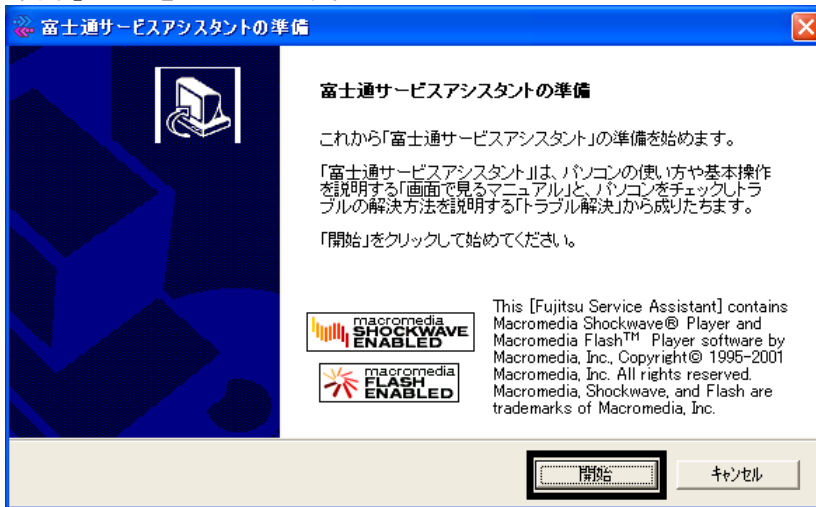 富士通サービスアシスタントの準備
富士通サービスアシスタントの準備
これから「富士通サービスアシスタント」の準備を始めます。
「富士通サービスアシスタント」は、パソコンの使い方や基本操作
を説明する「画面で見るマニュアル」と、パソコンをチェックしトラ
ブルの解決方法を説明する「トラブル解決」から成りたちます。
「開始」をクリックして始めてください。
macromedia
SHOCKWAVE
ENABLED
macromedia
FLASH
ENABLED
This [Fujitsu Service Assistant] contains
Macromedia Shockwave® Player and
Macromedia Flash™ Player software by
Macromedia, Inc., Copyright© 1995-2001
Macromedia, Inc. All rights reserved.
Macromedia, Shockwave, and Flash are
trademarks of Macromedia, Inc.
開始
キャンセル